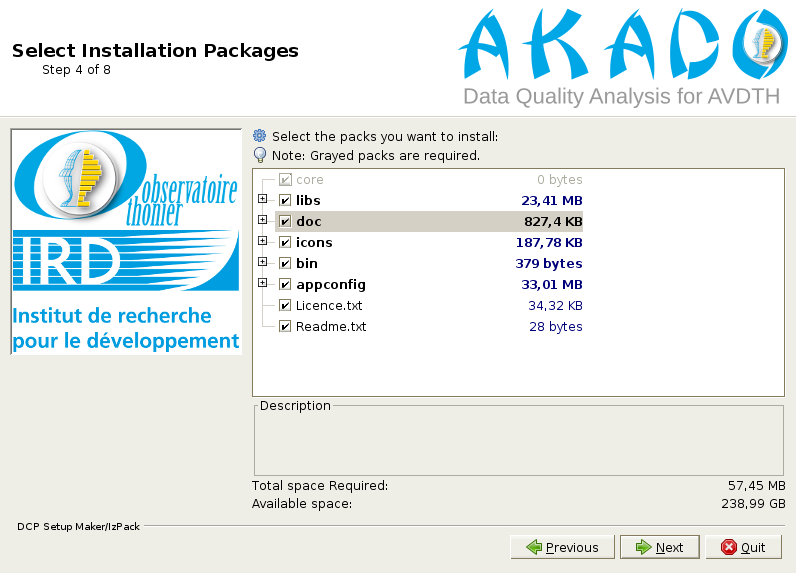 Select Installation Packages
Step 4 of 8
AKADO
Data Quality Analysis for AVDTH
Observatoire
thonier
IRD
Institut de recherche
pour le développement
Select the packs you want to install:
Note: Grayed packs are required.
core 0 bytes
libs 23,41 MB
doc 827,4 KB
icons 187,78 KB
bin 379 bytes
appconfig 33,01 MB
Licence.txt 34,32 KB
Readme.txt 28 bytes
Description
Total space Required: 57,45 MB
Available space: 238,99 GB
DCP Setup Maker/IzPack
Previous Next Quit